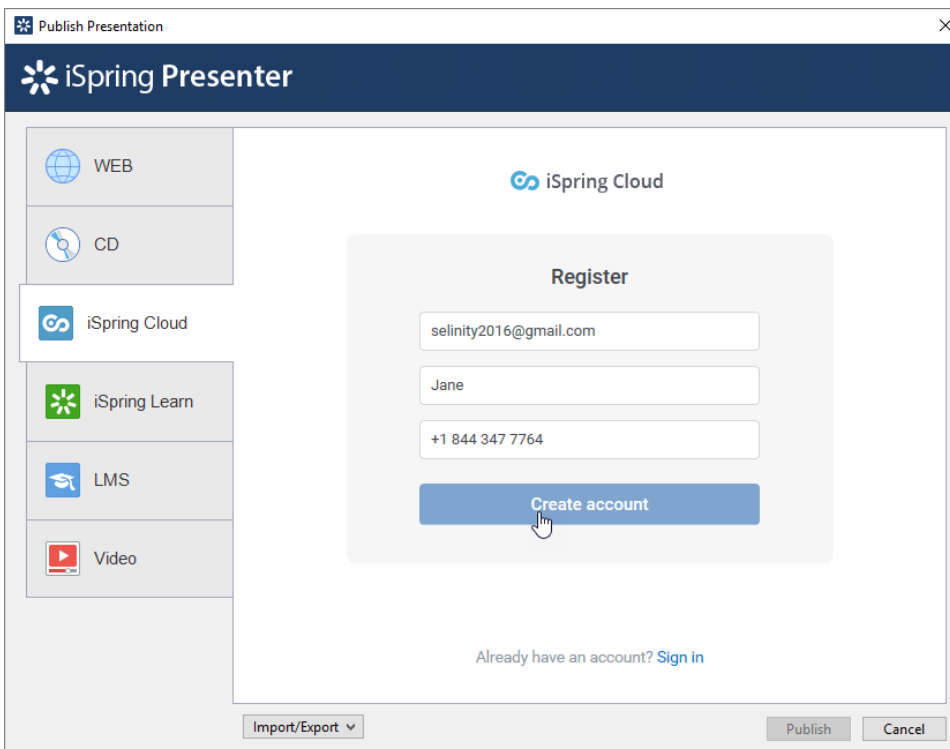 Publish Presentation
iSpring Presenter
WEB
CD
iSpring Cloud
iSpring Learn
LMS
Video
iSpring Cloud
Register
selinity2016@gmail.com
Jane
+1 844 347 7764
Create account
Already have an account? Sign in
Import/Export
Publish
Cancel